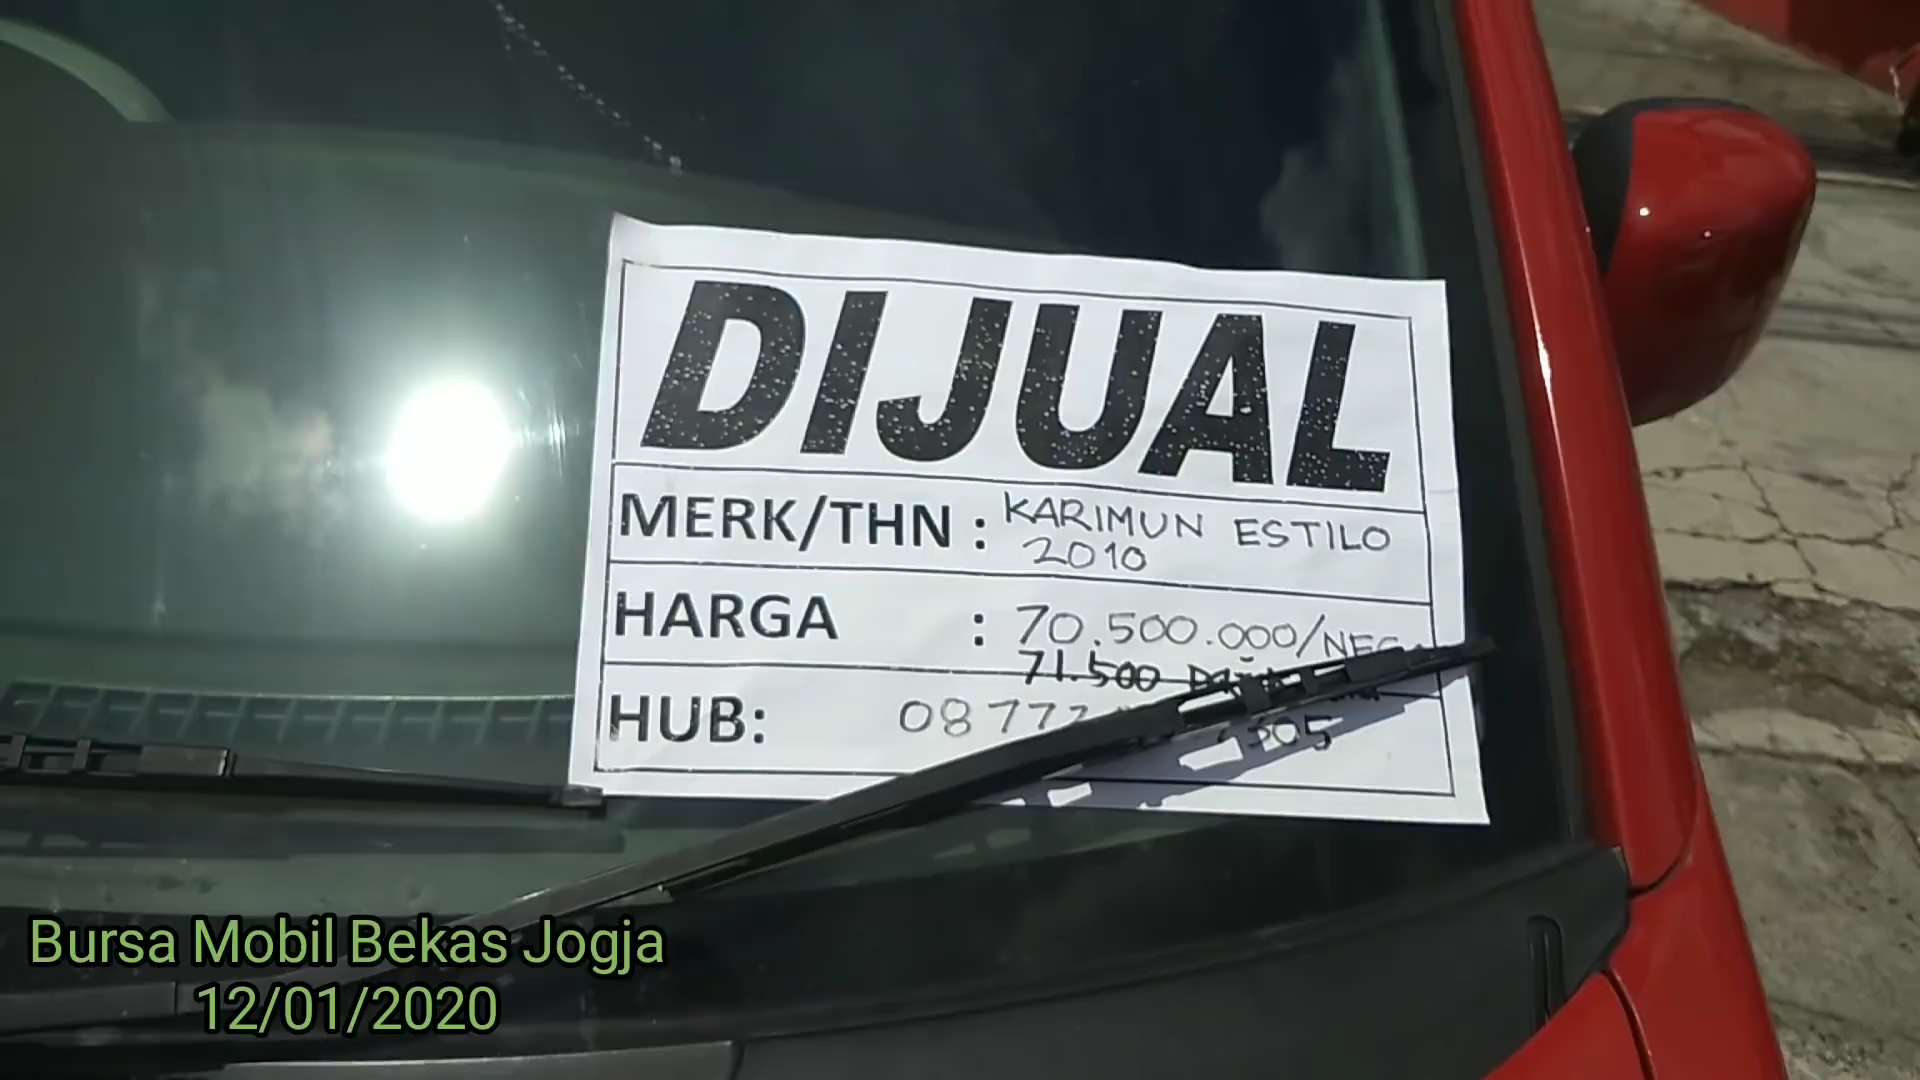 DIJUAL
MERK/THN : KARIMUN ESTILO
2010
HARGA : 70.500.000/NEGO
71.500
HUB:
Bursa Mobil Bekas Jogja
12/01/2020